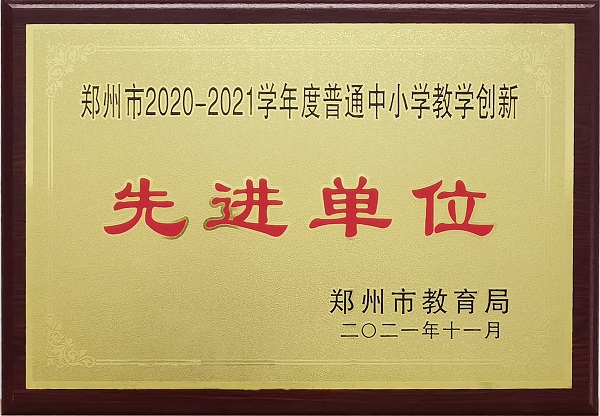 郑州市2020-2021学年度普通中小学教学创新
先进单位
郑州市教育局
二〇二一年十一月